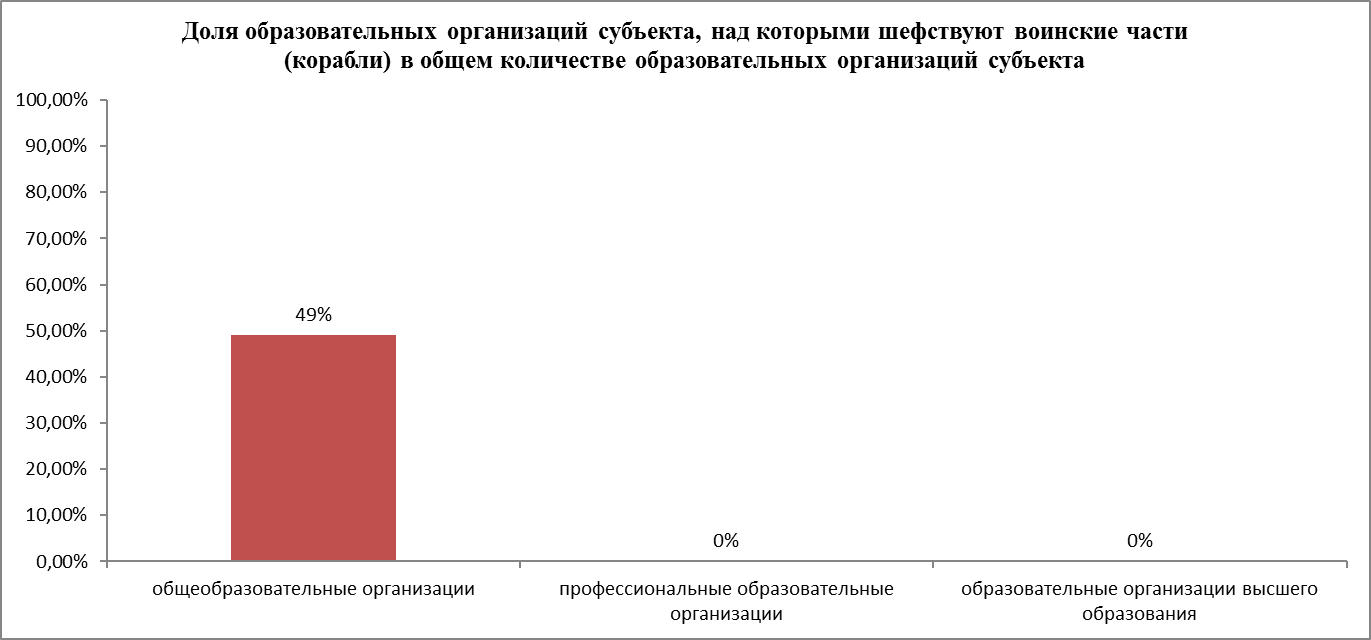 Доля образовательных организаций субъекта, над которыми шефствуют воинские части
(корабли) в общем количестве образовательных организаций субъекта
100,00%
90,00%
80,00%
70,00%
60,00%
50,00%
40,00%
30,00%
20,00%
10,00%
0,00%
49%
0%
0%
общеобразовательные организации
профессиональные образовательные
организации
образовательные организации высшего
образования